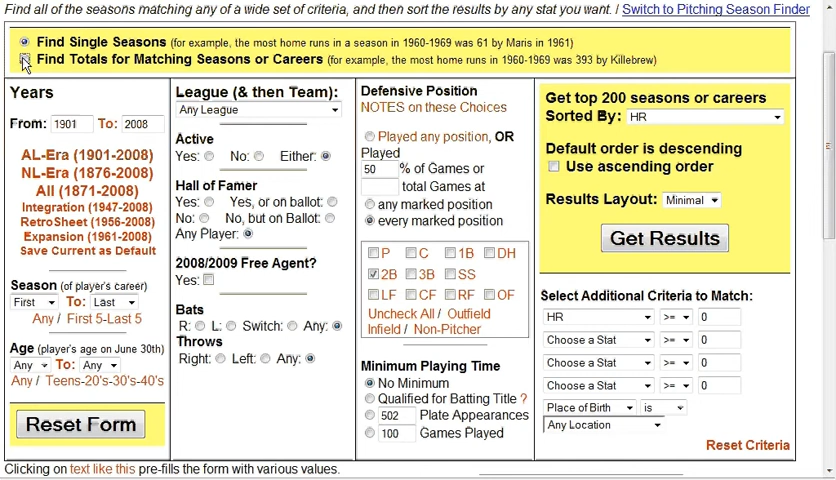 Find all of the seasons matching any of a wide set of criteria, and then sort the results by any stat you want. / Switch to Pitching Season Finder
Find Single Seasons (for example, the most home runs in a season in 1960-1969 was 61 by Maris in 1961)
Find Totals for Matching Seasons or Careers (for example, the most home runs in 1960-1969 was 393 by Killebrew)
Years
From: 1901 To: 2008
AL-Era (1901-2008)
NL-Era (1876-2008)
All (1871-2008)
Integration (1947-2008)
RetroSheet (1956-2008)
Expansion (1961-2008)
Save Current as Default
Season (of player's career)
First To: Last
Any / First 5-Last 5
Age (player's age on June 30th)
Any To: Any
Any / Teens-20's-30's-40's
Reset Form
League (& then Team):
Any League
Active
Yes: No: Either:
Hall of Famer
Yes: Yes, or on ballot:
No: No, but on Ballot:
Any Player:
2008/2009 Free Agent?
Yes:
Bats
R: L: Switch: Any:
Throws
Right: Left: Any:
Defensive Position
NOTES on these Choices
Played any position, OR
Played
50 % of Games or
total Games at
any marked position
every marked position
P C 1B DH
2B 3B SS
LF CF RF OF
Uncheck All / Outfield
Infield / Non-Pitcher
Minimum Playing Time
No Minimum
Qualified for Batting Title ?
502 Plate Appearances
100 Games Played
Get top 200 seasons or careers
Sorted By: HR
Default order is descending
Use ascending order
Results Layout: Minimal
Get Results
Select Additional Criteria to Match:
HR >= 0
Choose a Stat >= 0
Choose a Stat >= 0
Choose a Stat >= 0
Place of Birth is
Any Location
Reset Criteria
Clicking on text like this pre-fills the form with various values.